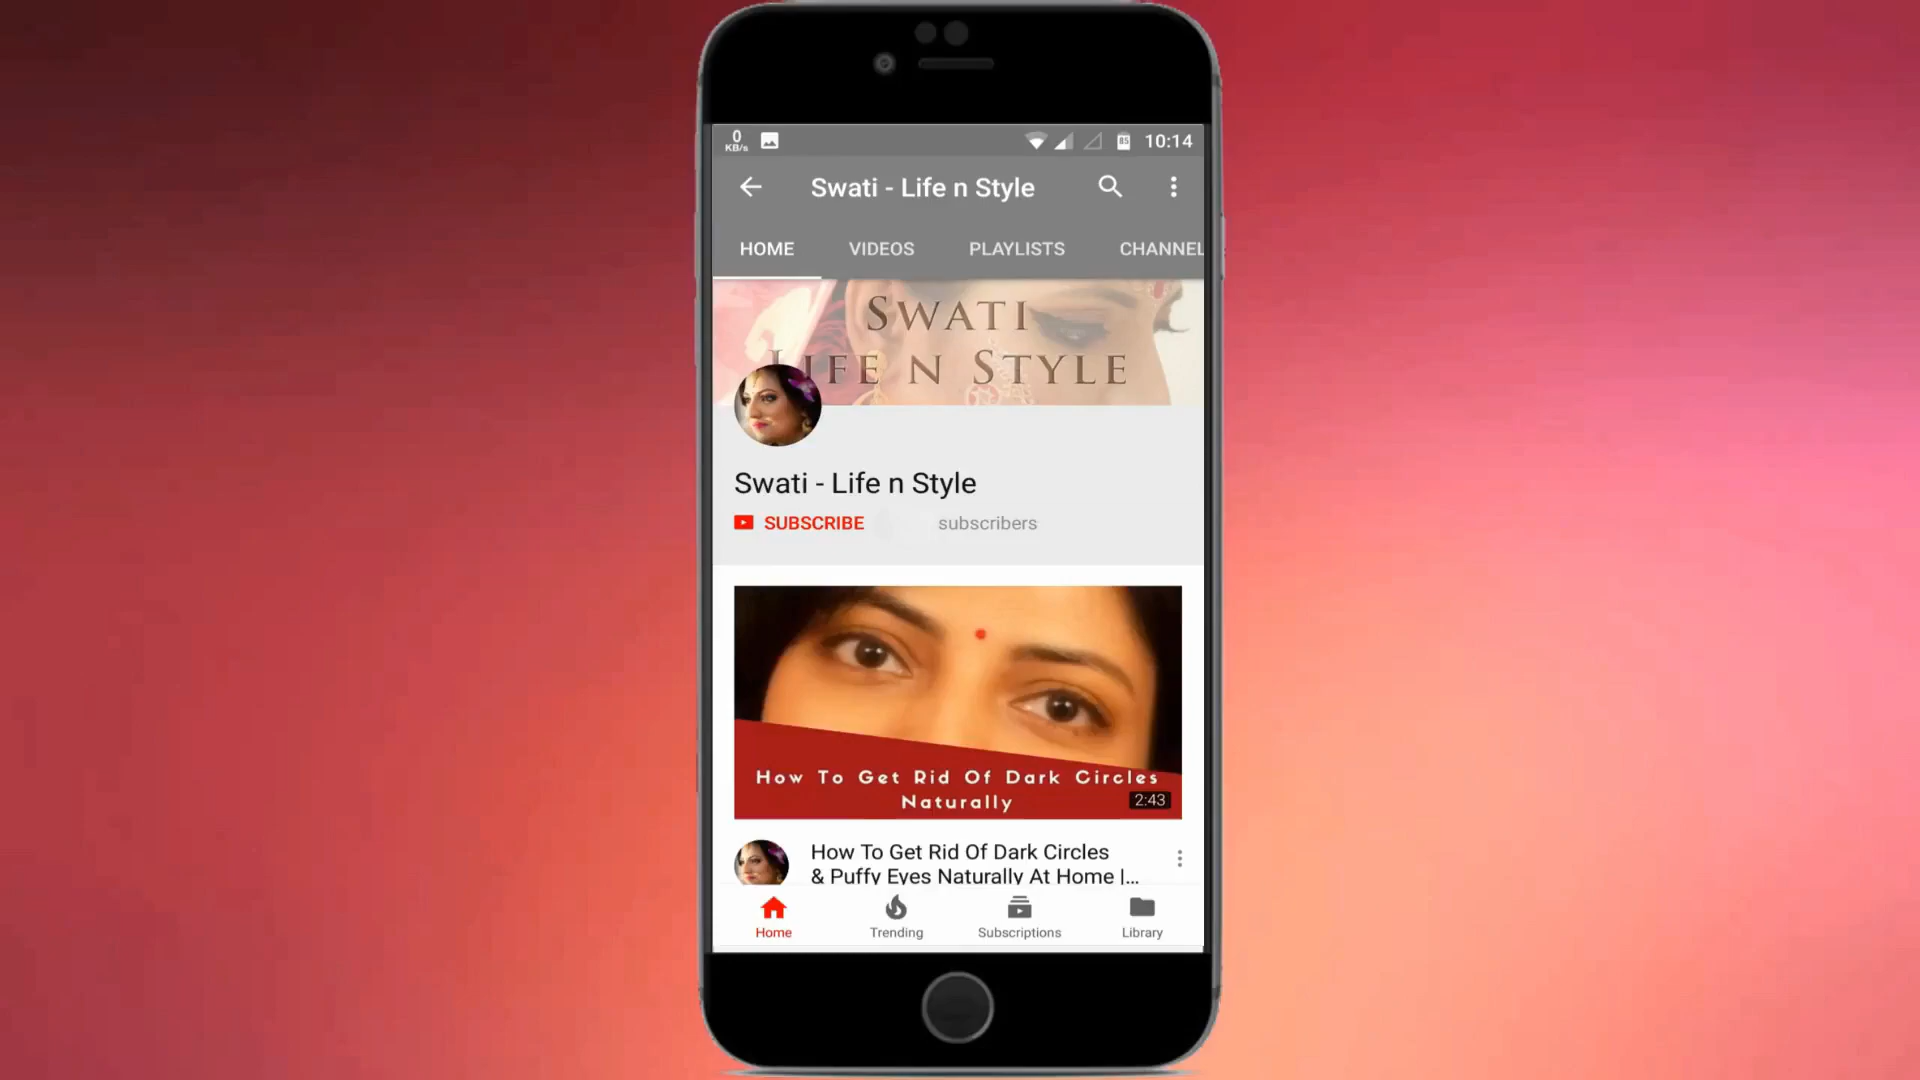 0
KB/s
85
10:14
Swati - Life n Style
HOME
VIDEOS
PLAYLISTS
CHANNEL
SWATI
LIFE N STYLE
Swati - Life n Style
SUBSCRIBE
subscribers
How To Get Rid Of Dark Circles
Naturally
2:43
How To Get Rid Of Dark Circles
& Puffy Eyes Naturally At Home |...
Home
Trending
Subscriptions
Library